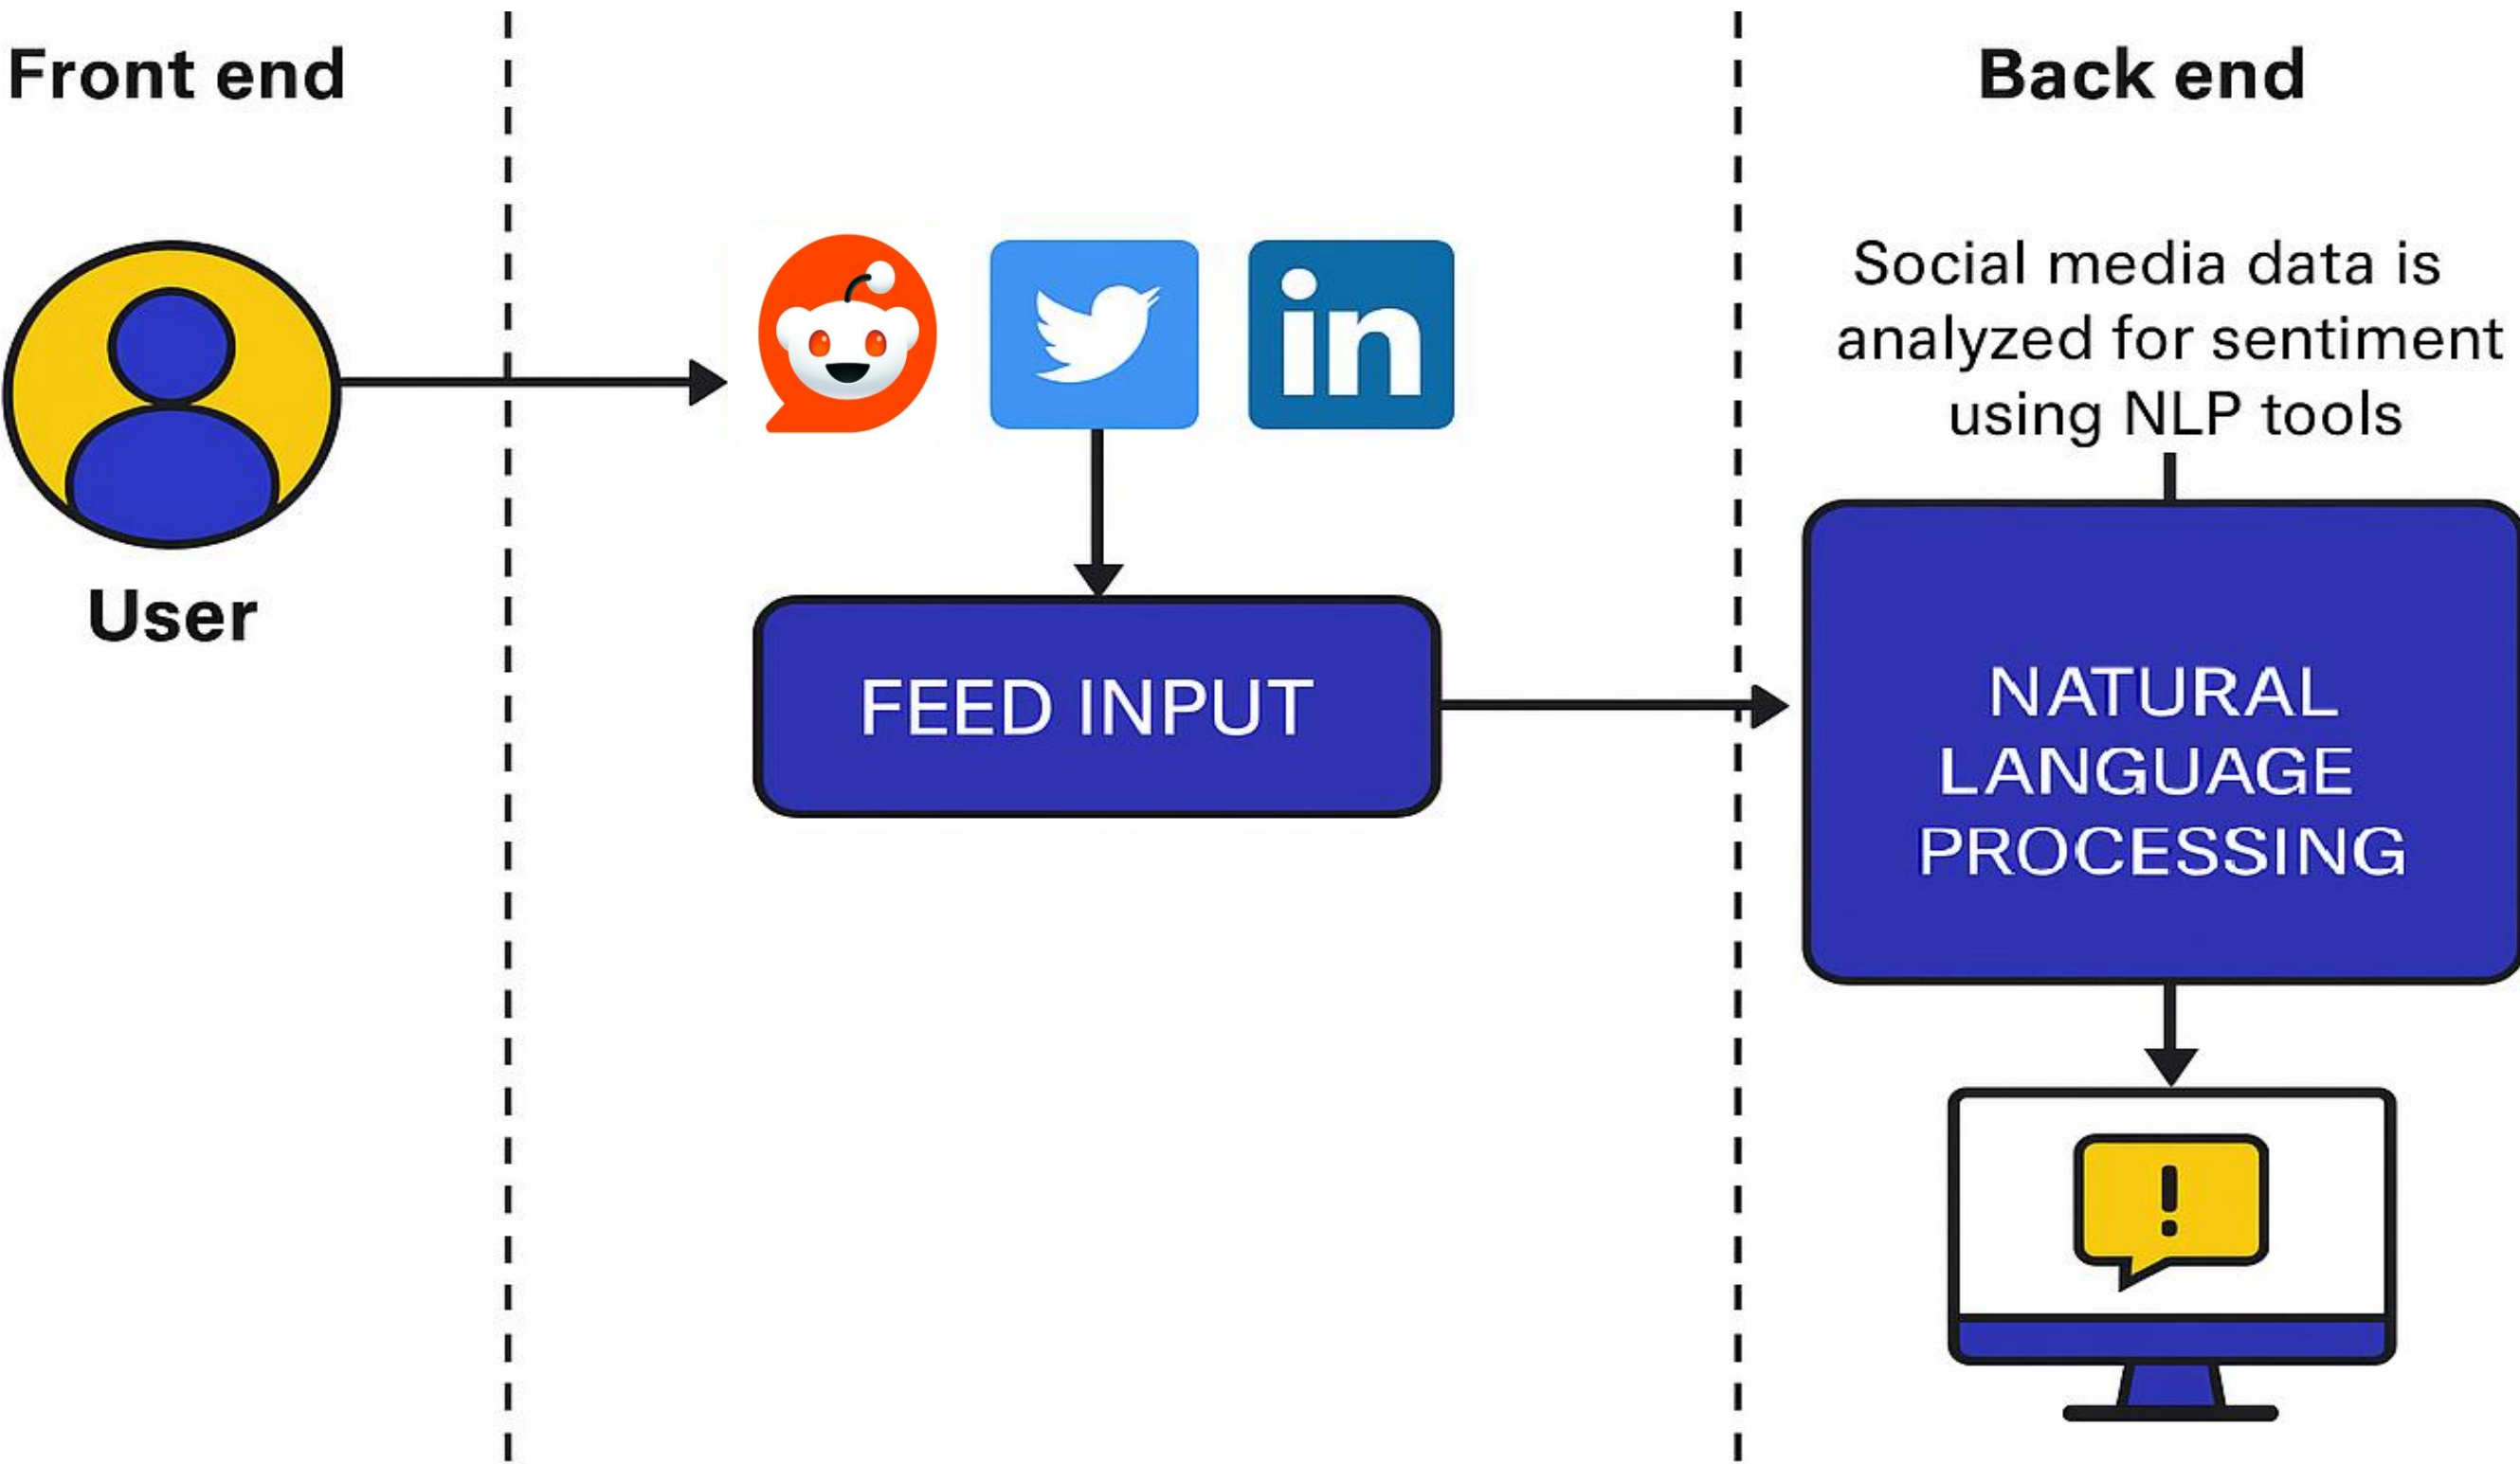 Front end
Back end
Social media data is
analyzed for sentiment
using NLP tools
in
User
FEED INPUT
NATURAL
LANGUAGE
PROCESSING
!